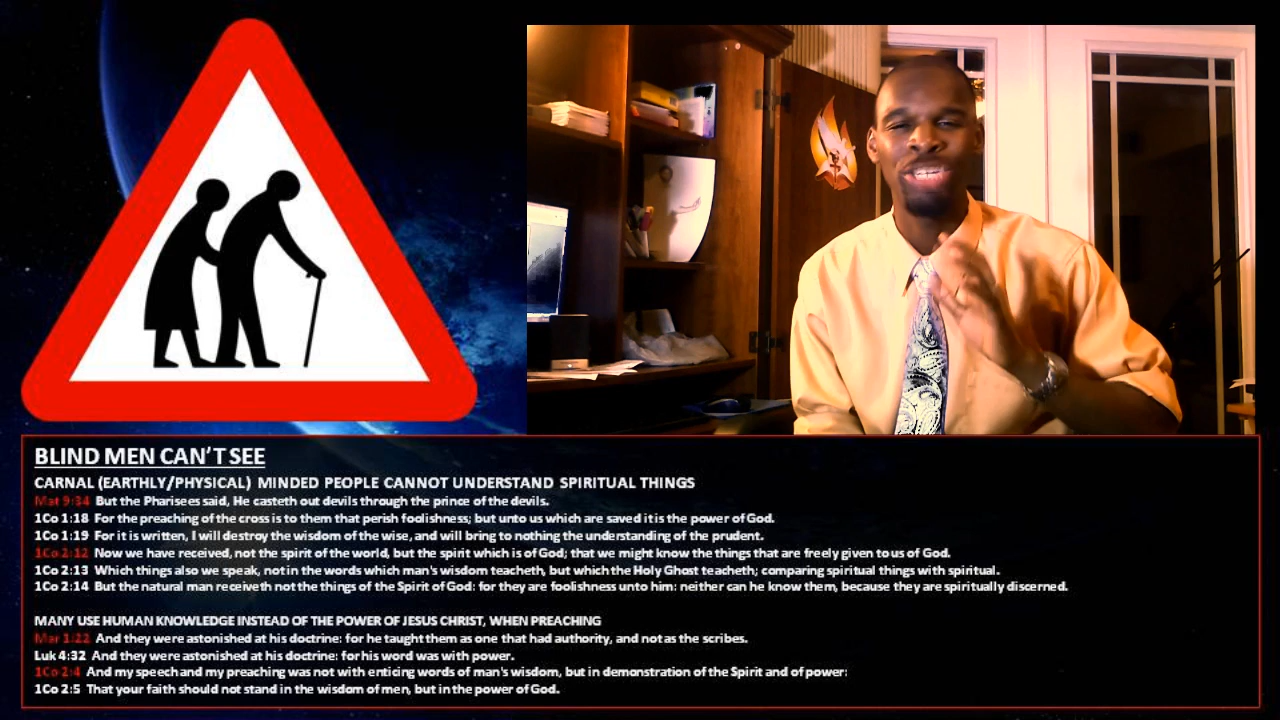 BLIND MEN CAN'T SEE
CARNAL (EARTHLY/PHYSICAL) MINDED PEOPLE CANNOT UNDERSTAND SPIRITUAL THINGS
Mat 9:34 But the Pharisees said, He casteth out devils through the prince of the devils.
1Co 1:18 For the preaching of the cross is to them that perish foolishness; but unto us which are saved it is the power of God.
1Co 1:19 For it is written, I will destroy the wisdom of the wise, and will bring to nothing the understanding of the prudent.
1Co 2:12 Now we have received, not the spirit of the world, but the spirit which is of God; that we might know the things that are freely given to us of God.
1Co 2:13 Which things also we speak, not in the words which man's wisdom teacheth, but which the Holy Ghost teacheth; comparing spiritual things with spiritual.
1Co 2:14 But the natural man receiveth not the things of the Spirit of God: for they are foolishness unto him: neither can he know them, because they are spiritually discerned.
MANY USE HUMAN KNOWLEDGE INSTEAD OF THE POWER OF JESUS CHRIST, WHEN PREACHING
Mar 1:22 And they were astonished at his doctrine: for he taught them as one that had authority, and not as the scribes.
Luk 4:32 And they were astonished at his doctrine: for his word was with power.
1Co 2:4 And my speech and my preaching was not with enticing words of man's wisdom, but in demonstration of the Spirit and of power:
1Co 2:5 That your faith should not stand in the wisdom of men, but in the power of God.